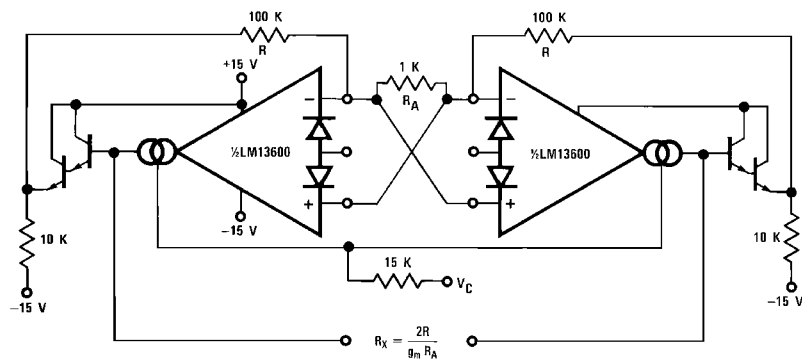 100 K
R
100 K
R
+15 V
1 K
R_A
−
−
½LM13600
½LM13600
+
+
10 K
−15 V
−15 V
15 K
V_C
10 K
−15 V
R_X = 2R / g_m R_A